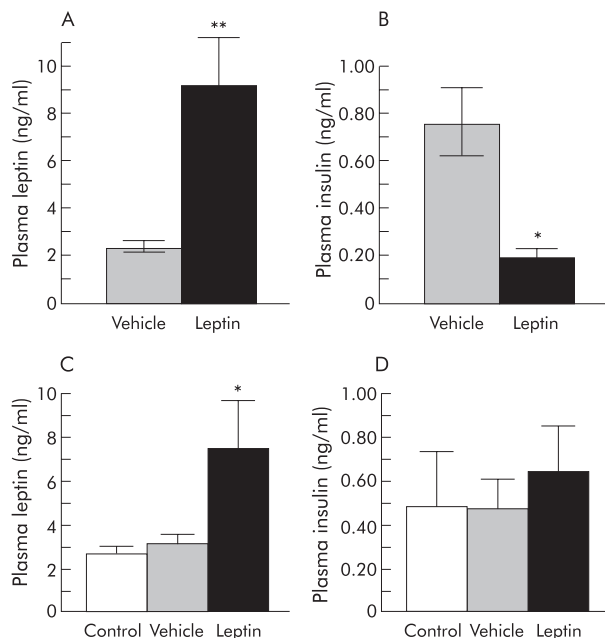 A
**
Plasma leptin (ng/ml)
10
8
6
4
2
0
Vehicle Leptin
B
Plasma insulin (ng/ml)
1.00
0.80
0.60
0.40
0.20
0
*
Vehicle Leptin
C
Plasma leptin (ng/ml)
10
8
6
4
2
0
*
Control Vehicle Leptin
D
Plasma insulin (ng/ml)
1.00
0.80
0.60
0.40
0.20
0
Control Vehicle Leptin